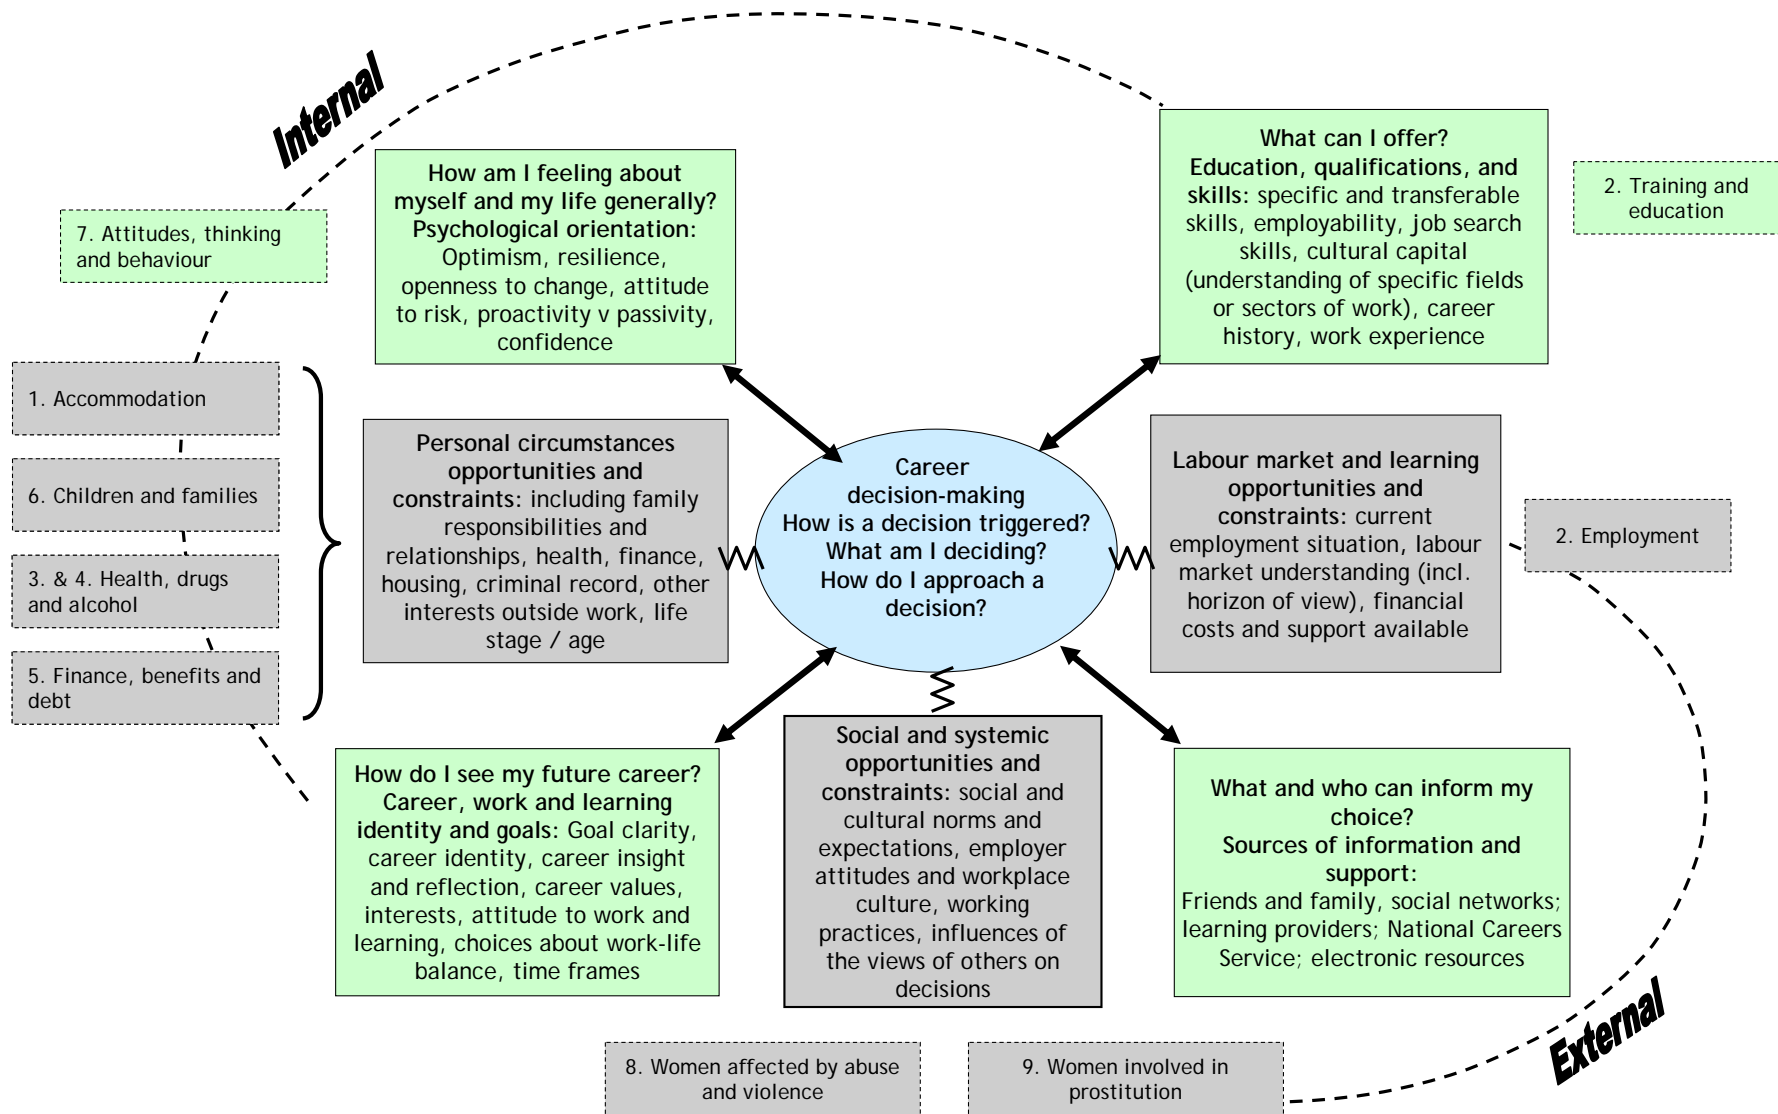 Internal
How am I feeling about
myself and my life generally?
Psychological orientation:
Optimism, resilience,
openness to change, attitude
to risk, proactivity v passivity,
confidence
What can I offer?
Education, qualifications, and
skills: specific and transferable
skills, employability, job search
skills, cultural capital
(understanding of specific fields
or sectors of work), career
history, work experience
2. Training and
education
7. Attitudes, thinking
and behaviour
1. Accommodation
6. Children and families
3. & 4. Health, drugs
and alcohol
5. Finance, benefits and
debt
Personal circumstances
opportunities and
constraints: including family
responsibilities and
relationships, health, finance,
housing, criminal record, other
interests outside work, life
stage / age
Career
decision-making
How is a decision triggered?
What am I deciding?
How do I approach a
decision?
Labour market and learning
opportunities and
constraints: current
employment situation, labour
market understanding (incl.
horizon of view), financial
costs and support available
2. Employment
How do I see my future career?
Career, work and learning
identity and goals: Goal clarity,
career identity, career insight
and reflection, career values,
interests, attitude to work and
learning, choices about work-life
balance, time frames
Social and systemic
opportunities and
constraints: social and
cultural norms and
expectations, employer
attitudes and workplace
culture, working
practices, influences of
the views of others on
decisions
What and who can inform my
choice?
Sources of information and
support:
Friends and family, social networks;
learning providers; National Careers
Service; electronic resources
External
8. Women affected by abuse
and violence
9. Women involved in
prostitution